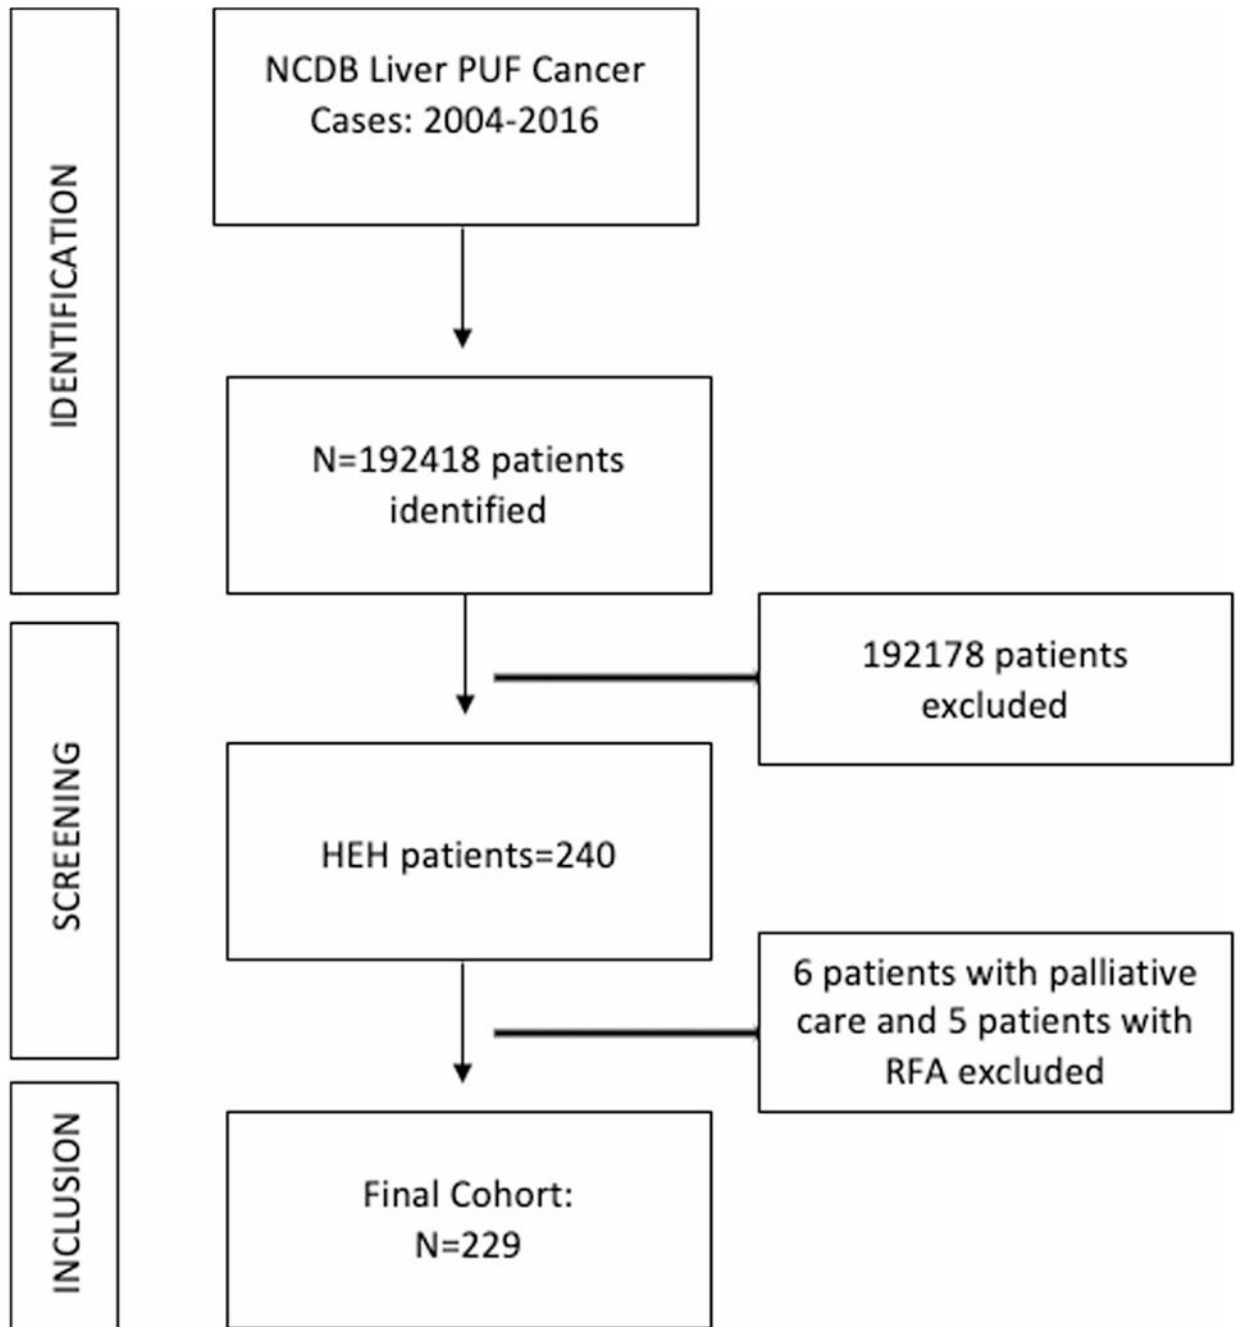 IDENTIFICATION
NCDB Liver PUF Cancer
Cases: 2004-2016
N=192418 patients
identified
SCREENING
192178 patients
excluded
HEH patients=240
6 patients with palliative
care and 5 patients with
RFA excluded
INCLUSION
Final Cohort:
N=229